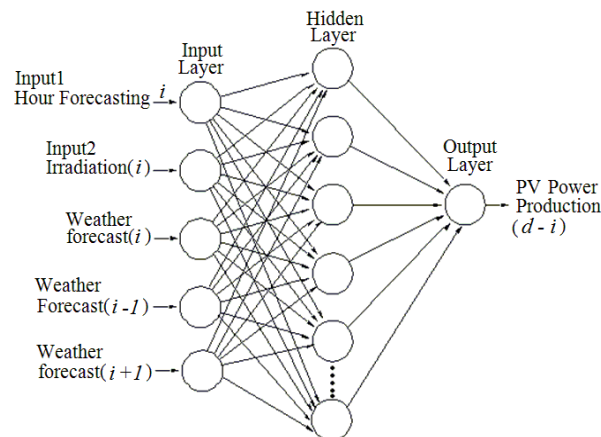 Hidden
Layer
Input
Layer
Input1
Hour Forecasting i
Input2
Irradiation(i)
Weather
forecast(i)
Weather
Forecast(i-1)
Weather
forecast(i+1)
Output
Layer
PV Power
Production
(d-i)